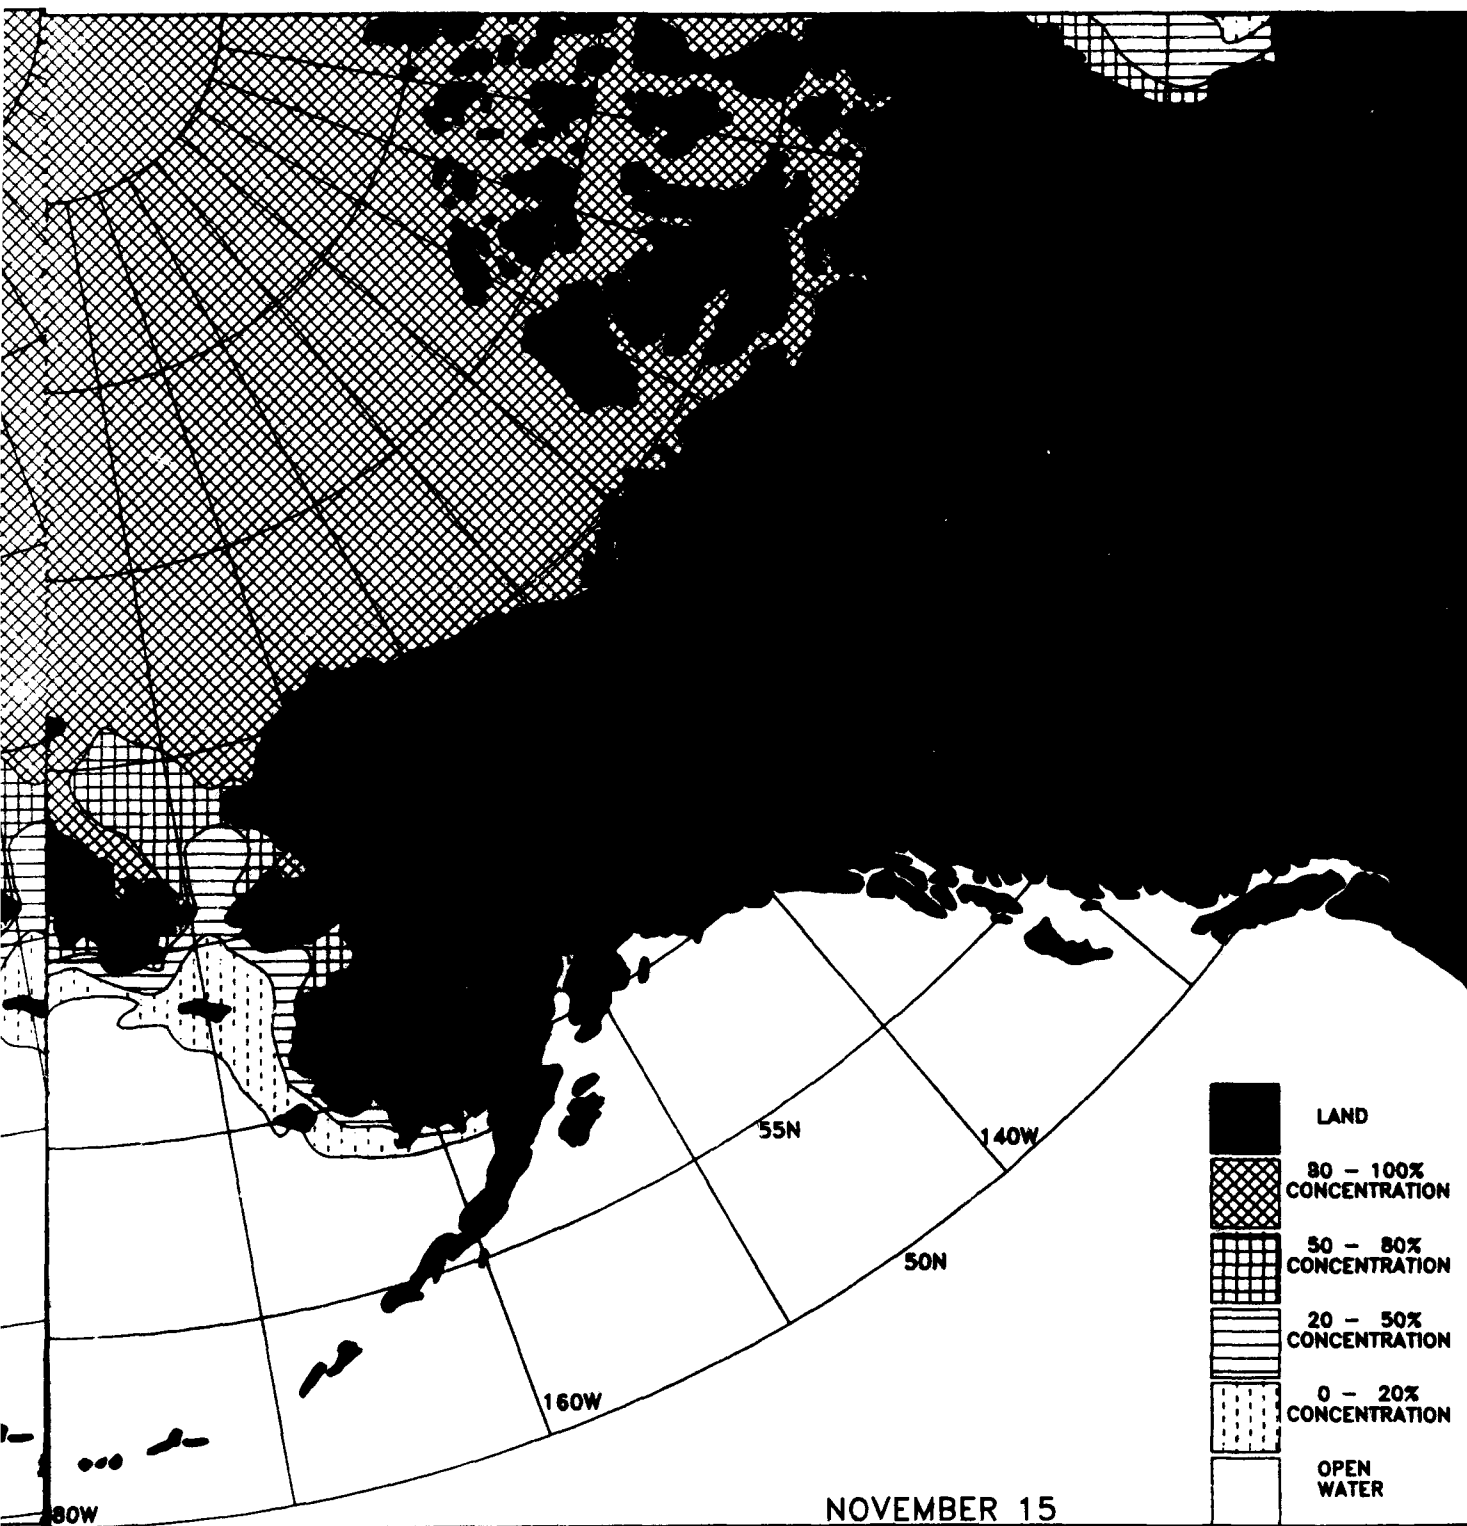 LAND
80 - 100%
CONCENTRATION
50 - 80%
CONCENTRATION
20 - 50%
CONCENTRATION
0 - 20%
CONCENTRATION
OPEN
WATER
55N
140W
50N
160W
80W
NOVEMBER 15